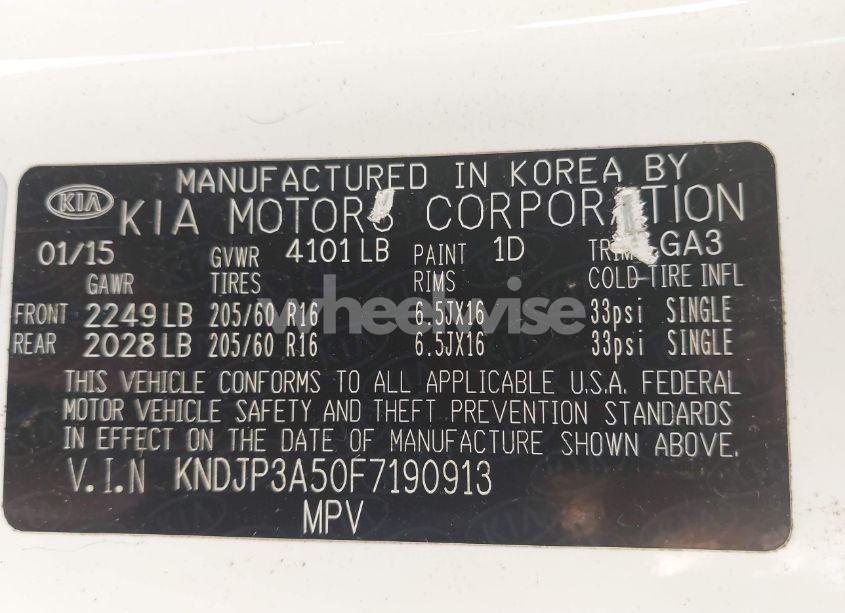 MANUFACTURED IN KOREA BY
KIA KIA MOTORS CORPORATION
01/15 GVWR 4101 LB PAINT 1D TRIM GA3
GAWR TIRES RIMS COLD TIRE INFL
FRONT 2249 LB 205/60 R16 6.5JX16 33psi SINGLE
wheelwise
REAR 2028 LB 205/60 R16 6.5JX16 33psi SINGLE
THIS VEHICLE CONFORMS TO ALL APPLICABLE U.S.A. FEDERAL
MOTOR VEHICLE SAFETY AND THEFT PREVENTION STANDARDS
IN EFFECT ON THE DATE OF MANUFACTURE SHOWN ABOVE.
V.I.N KNDJP3A50F7190913
MPV